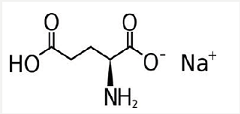 O O
HO O⁻ Na⁺
NH₂